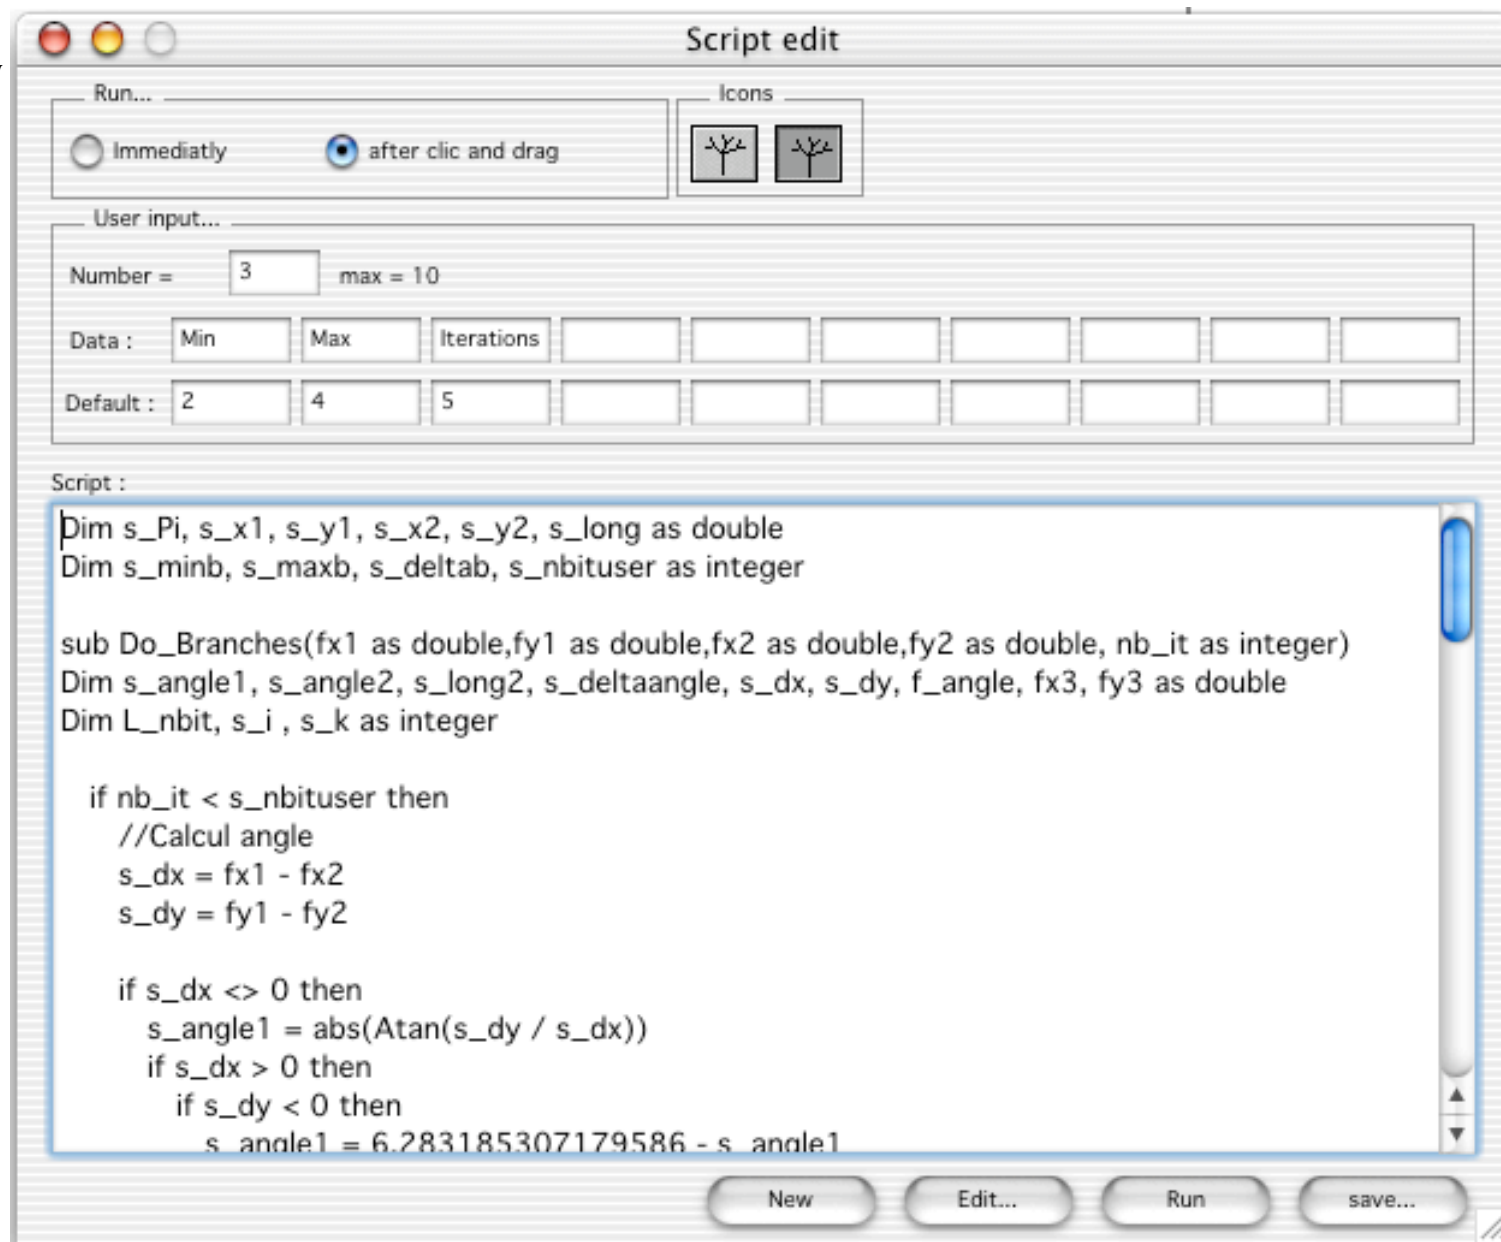 Script edit
Run...
Icons
Immediatly
after clic and drag
User input...
Number =
3
max = 10
Data :
Min
Max
Iterations
Default :
2
4
5
Script :
Dim s_Pi, s_x1, s_y1, s_x2, s_y2, s_long as double
Dim s_minb, s_maxb, s_deltab, s_nbituser as integer
sub Do_Branches(fx1 as double,fy1 as double,fx2 as double,fy2 as double, nb_it as integer)
Dim s_angle1, s_angle2, s_long2, s_deltaangle, s_dx, s_dy, f_angle, fx3, fy3 as double
Dim L_nbit, s_i , s_k as integer
if nb_it < s_nbituser then
//Calcul angle
s_dx = fx1 - fx2
s_dy = fy1 - fy2
if s_dx <> 0 then
s_angle1 = abs(Atan(s_dy / s_dx))
if s_dx > 0 then
if s_dy < 0 then
s_angle1 = 6.283185307179586 - s_angle1
New
Edit...
Run
save...